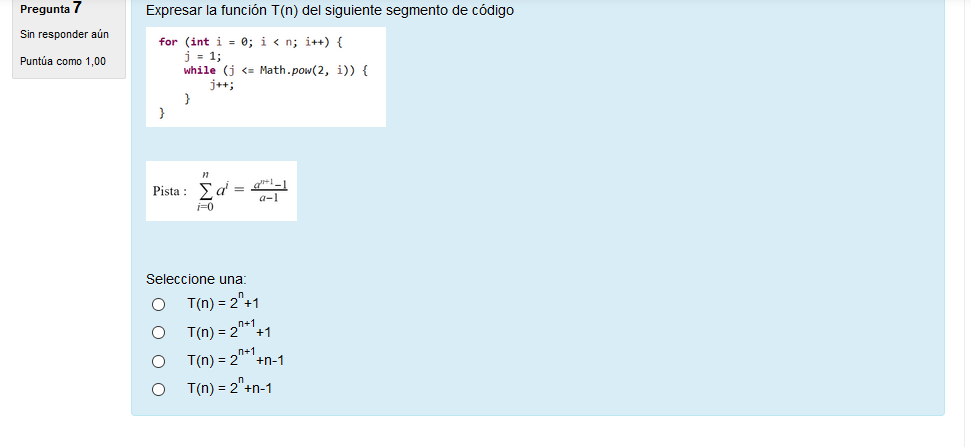 Pregunta 7
Sin responder aún
Puntúa como 1,00
Expresar la función T(n) del siguiente segmento de código
for (int i = 0; i < n; i++) {
j = 1;
while (j <= Math.pow(2, i)) {
j++;
}
}
Pista : ∑_{i=0}^{n} a^i = (a^{n+1}−1)/(a−1)
Seleccione una:
T(n) = 2^n+1
T(n) = 2^{n+1}+1
T(n) = 2^{n+1}+n-1
T(n) = 2^n+n-1